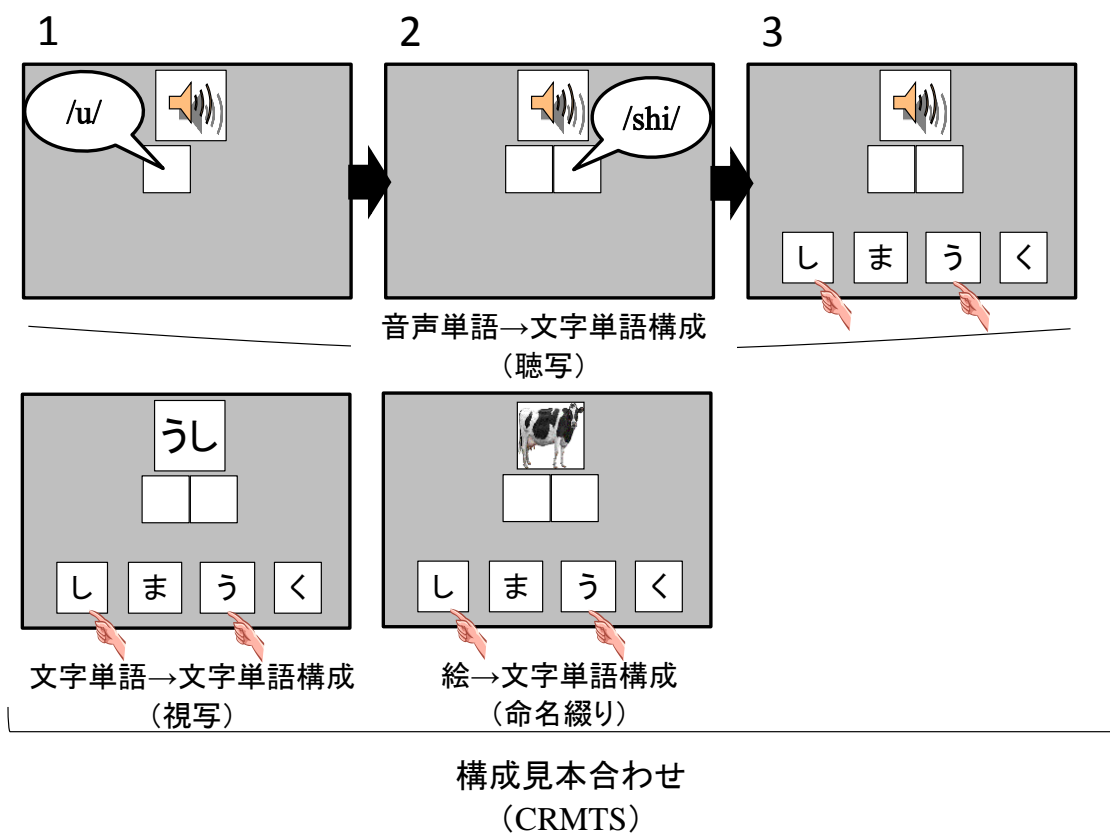 1
2
3
/u/
/shi/
し ま う く
音声単語→文字単語構成
（聴写）
うし
し ま う く
し ま う く
文字単語→文字単語構成
（視写）
絵→文字単語構成
（命名綴り）
構成見本合わせ
（CRMTS）